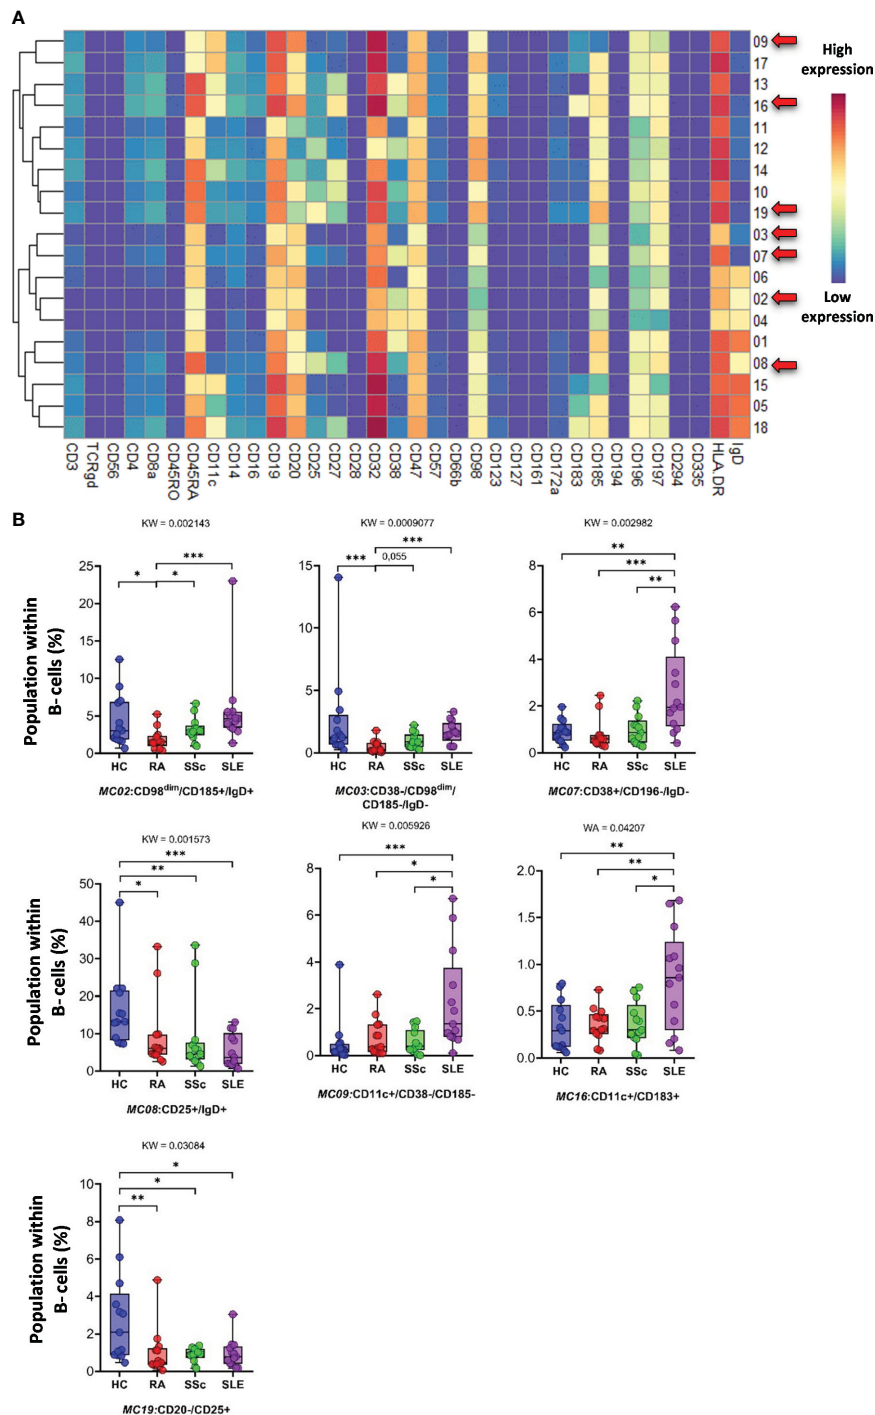 A
09
17
13
16
11
12
14
10
19
03
07
06
02
04
01
08
15
05
18
High
expression
Low
expression
CD3
TCRgd
CD56
CD4
CD8a
CD45RO
CD45RA
CD11c
CD14
CD16
CD19
CD20
CD25
CD27
CD28
CD32
CD38
CD47
CD57
CD66b
CD98
CD123
CD127
CD161
CD172a
CD183
CD185
CD194
CD196
CD197
CD294
CD335
HLA.DR
IgD
B
KW = 0.002143
Population within
B- cells (%)
25
20
15
10
5
0
***
* *
HC RA SSc SLE
MC02:CD98dim/CD185+/IgD+
KW = 0.0009077
15
10
5
0
***
*** 0,055
HC RA SSc SLE
MC03:CD38-/CD98dim/
CD185-/IgD-
KW = 0.002982
8
6
4
2
0
**
***
**
HC RA SSc SLE
MC07:CD38+/CD196-/IgD-
KW = 0.001573
Population within
B- cells (%)
50
40
30
20
10
0
***
**
*
HC RA SSc SLE
MC08:CD25+/IgD+
KW = 0.005926
8
6
4
2
0
***
*
*
HC RA SSc SLE
MC09:CD11c+/CD38-/CD185-
WA = 0.04207
2.0
1.5
1.0
0.5
0.0
**
**
*
HC RA SSc SLE
MC16:CD11c+/CD183+
KW = 0.03084
Population within
B- cells (%)
10
8
6
4
2
0
*
*
**
HC RA SSc SLE
MC19:CD20-/CD25+